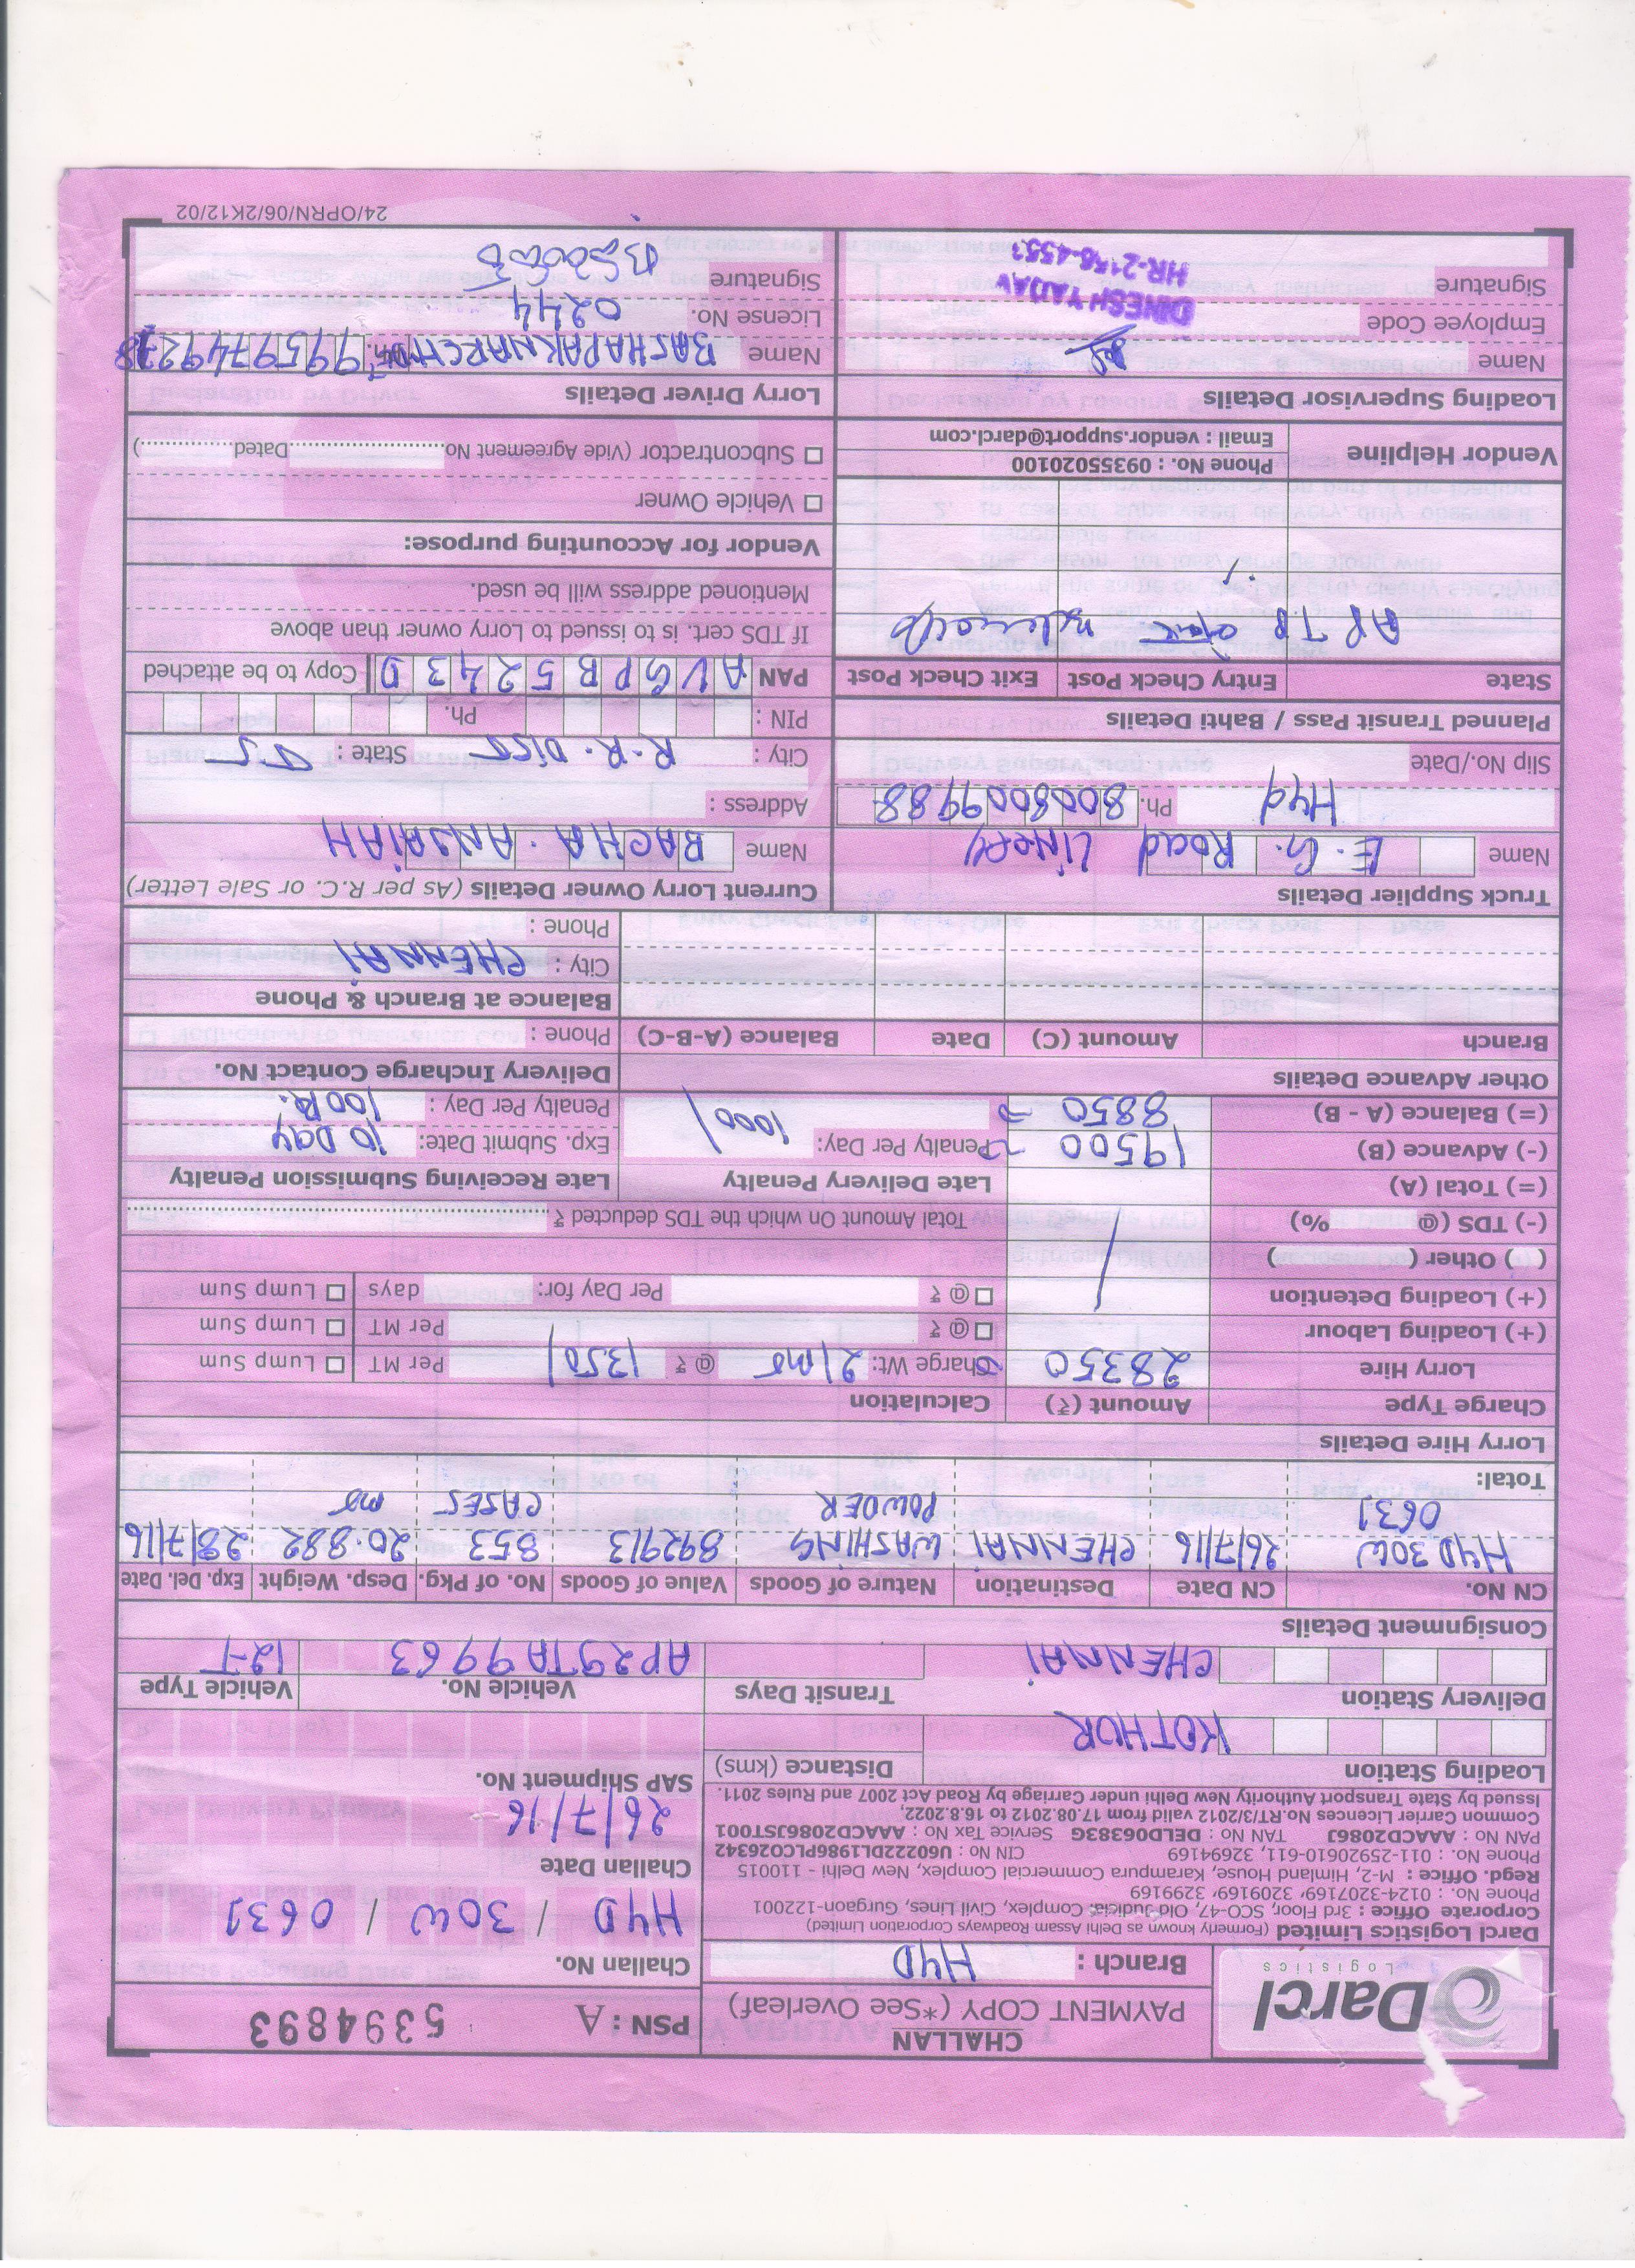 Darcl
Logistics
CHALLAN
PAYMENT COPY (*See Overleaf)
Branch : HYD
PSN : A 5394893
Challan No.
HYD / 30W / 0631
Challan Date
26/7/16
SAP Shipment No.
Darcl Logistics Limited (Formerly known as Delhi Assam Roadways Corporation Limited)
Corporate Office : 3rd Floor, SCO-47, Old Judicial Complex, Civil Lines, Gurgaon-122001
Phone No. : 0124-3207169, 3209169, 3299169
Regd. Office : M-2, Himland House, Karampura Commercial Complex, New Delhi - 110015
Phone No. : 011-25920610-611, 32694169 CIN No : U60222DL1986PLCO26342
PAN No : AAACD2086J TAN No : DELD06383G Service Tax No : AAACD2086JST001
Common Carrier Licences No.RT/3/2012 valid from 17.08.2012 to 16.8.2022,
Issued by State Transport Authority New Delhi under Carriage by Road Act 2007 and Rules 2011.
Loading Station Distance (kms)
KOTHUR
Delivery Station Transit Days Vehicle No. Vehicle Type
CHENNAI AP29TA9963 12-T
Consignment Details
CN No. CN Date Destination Nature of Goods Value of Goods No. of Pkg. Desp. Weight Exp. Del. Date
HYD 30W 26/7/16 CHENNAI WASHING 892913 853 20.882 28/7/16
0631 POWDER CASES
Total:
Lorry Hire Details
Charge Type Amount (₹) Calculation
Lorry Hire 28350 Charge Wt: 21 @ ₹ 1350/ Per MT Lump Sum
(+) Loading Labour @ ₹ Per MT Lump Sum
(+) Loading Detention @ ₹ Per Day for: days Lump Sum
( ) Other ( )
(-) TDS (@ %) Total Amount On which the TDS deducted ₹
(=) Total (A) Late Delivery Penalty Late Receiving Submission Penalty
(-) Advance (B) 19500 Penalty Per Day: 1000/ Exp. Submit Date: 10 DAY
(=) Balance (A - B) 8850 Penalty Per Day : 100 R.
Other Advance Details Delivery Incharge Contact No.
Branch Amount (C) Date Balance (A-B-C) Phone :
Balance at Branch & Phone
City : CHENNAI
Phone :
Truck Supplier Details
Name E.G. Road LINERS
Hyd Ph. 8008009988
Slip No./Date
Planned Transit Pass / Bahti Details
State Entry Check Post Exit Check Post
AP TP
Vendor Helpline Phone No. : 09355020100
Email : vendor.support@darcl.com
Loading Supervisor Details
Name
Employee Code DINESH YADAV
Signature
Current Lorry Owner Details (As per R.C. or Sale Letter)
Name BACHA . ANJAIAH
Address :
City : R.R. DIST State : TS
PIN : Ph.
PAN AVGPB5243D Copy to be attached
If TDS cert. is to issued to Lorry owner than above
Mentioned address will be used.
Vendor for Accounting purpose:
Vehicle Owner
Subcontractor (Vide Agreement No. Dated )
Lorry Driver Details
Name
License No. 0244
Signature
24/OPRN/06/2K12/02